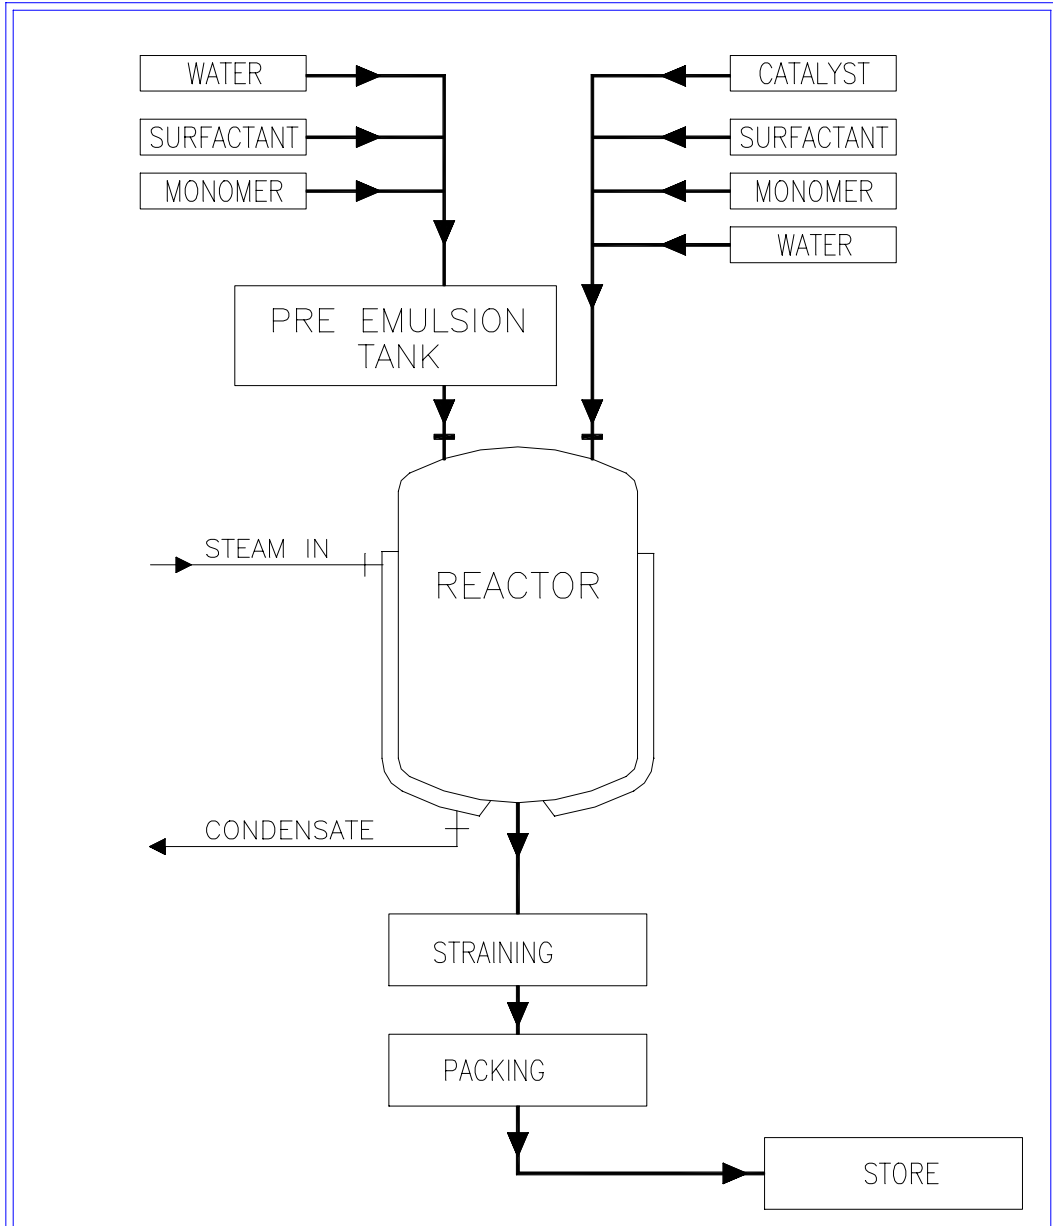 WATER
SURFACTANT
MONOMER
CATALYST
SURFACTANT
MONOMER
WATER
PRE EMULSION
TANK
STEAM IN
REACTOR
CONDENSATE
STRAINING
PACKING
STORE